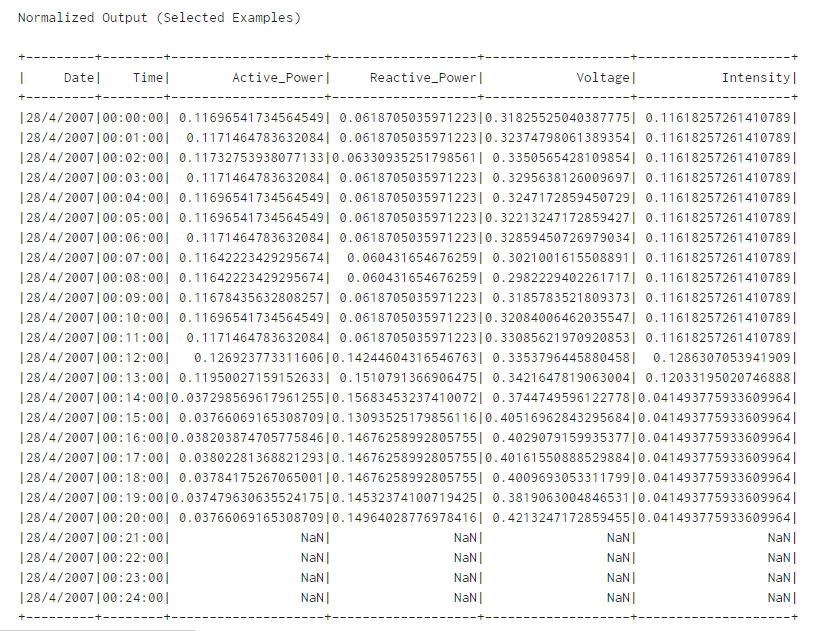 Normalized Output (Selected Examples)
+---------+--------+--------------------+-------------------+-------------------+--------------------+
|     Date|    Time|        Active_Power|     Reactive_Power|            Voltage|           Intensity|
+---------+--------+--------------------+-------------------+-------------------+--------------------+
|28/4/2007|00:00:00| 0.11696541734564549| 0.0618705035971223|0.31825525040387775| 0.11618257261410789|
|28/4/2007|00:01:00|  0.1171464783632084| 0.0618705035971223|0.32374798061389354| 0.11618257261410789|
|28/4/2007|00:02:00| 0.11732753938077133|0.06330935251798561| 0.3350565428109854| 0.11618257261410789|
|28/4/2007|00:03:00|  0.1171464783632084| 0.0618705035971223| 0.3295638126009697| 0.11618257261410789|
|28/4/2007|00:04:00| 0.11696541734564549| 0.0618705035971223| 0.3247172859450729| 0.11618257261410789|
|28/4/2007|00:05:00| 0.11696541734564549| 0.0618705035971223|0.32213247172859427| 0.11618257261410789|
|28/4/2007|00:06:00|  0.1171464783632084| 0.0618705035971223|0.32859450726979034| 0.11618257261410789|
|28/4/2007|00:07:00| 0.11642223429295674|  0.060431654676259| 0.3021001615508891| 0.11618257261410789|
|28/4/2007|00:08:00| 0.11642223429295674|  0.060431654676259| 0.2982229402261717| 0.11618257261410789|
|28/4/2007|00:09:00| 0.11678435632808257| 0.0618705035971223| 0.3185783521809373| 0.11618257261410789|
|28/4/2007|00:10:00| 0.11696541734564549| 0.0618705035971223|0.32084006462035547| 0.11618257261410789|
|28/4/2007|00:11:00|  0.1171464783632084| 0.0618705035971223|0.33085621970920853| 0.11618257261410789|
|28/4/2007|00:12:00|   0.126923773311606|0.14244604316546763| 0.3353796445880458|  0.1286307053941909|
|28/4/2007|00:13:00| 0.11950027159152633| 0.1510791366906475| 0.3421647819063004| 0.12033195020746888|
|28/4/2007|00:14:00|0.037298569617961255|0.15683453237410072| 0.3744749596122778|0.041493775933609964|
|28/4/2007|00:15:00| 0.03766069165308709|0.13093525179856116|0.40516962843295684|0.041493775933609964|
|28/4/2007|00:16:00|0.038203874705775846|0.14676258992805755| 0.4029079159935377|0.041493775933609964|
|28/4/2007|00:17:00| 0.03802281368821293|0.14676258992805755|0.40161550888529884|0.041493775933609964|
|28/4/2007|00:18:00| 0.03784175267065001|0.14676258992805755| 0.4009693053311799|0.041493775933609964|
|28/4/2007|00:19:00|0.037479630635524175|0.14532374100719425| 0.3819063004846531|0.041493775933609964|
|28/4/2007|00:20:00| 0.03766069165308709|0.14964028776978416| 0.4213247172859455|0.041493775933609964|
|28/4/2007|00:21:00|                 NaN|                NaN|                NaN|                 NaN|
|28/4/2007|00:22:00|                 NaN|                NaN|                NaN|                 NaN|
|28/4/2007|00:23:00|                 NaN|                NaN|                NaN|                 NaN|
|28/4/2007|00:24:00|                 NaN|                NaN|                NaN|                 NaN|
+---------+--------+--------------------+-------------------+-------------------+--------------------+